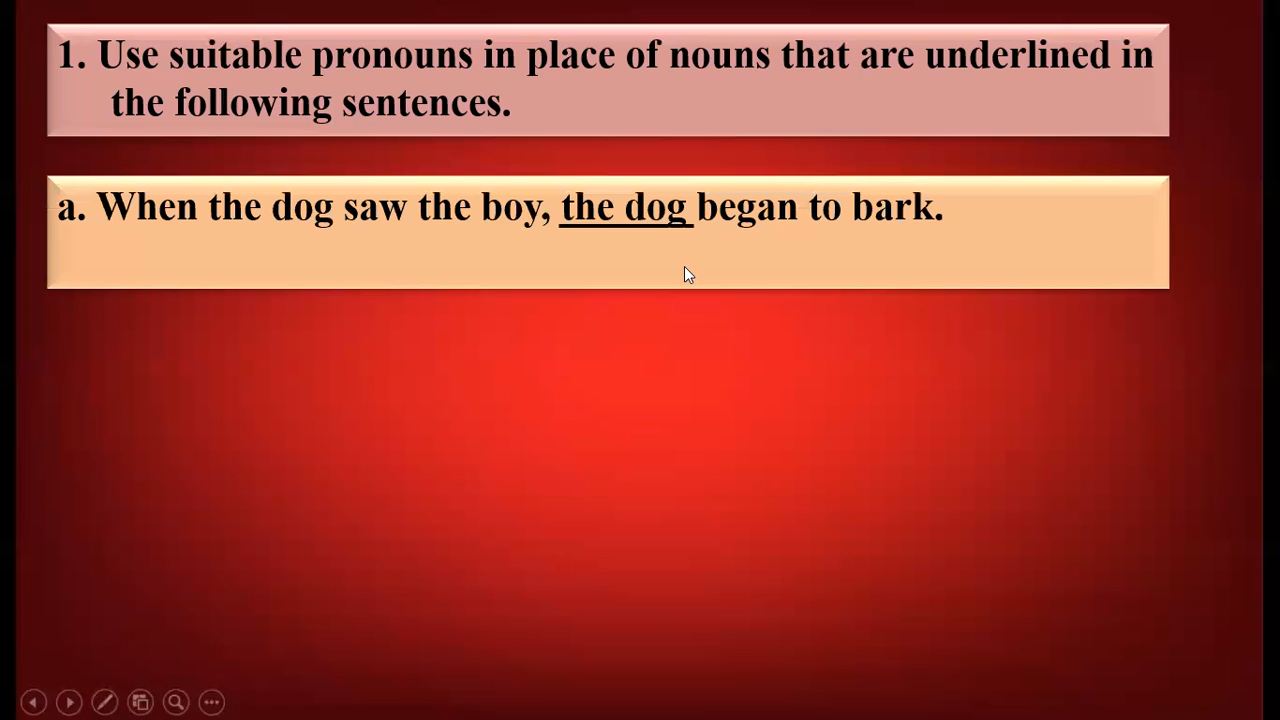 1. Use suitable pronouns in place of nouns that are underlined in
the following sentences.
a. When the dog saw the boy, the dog began to bark.